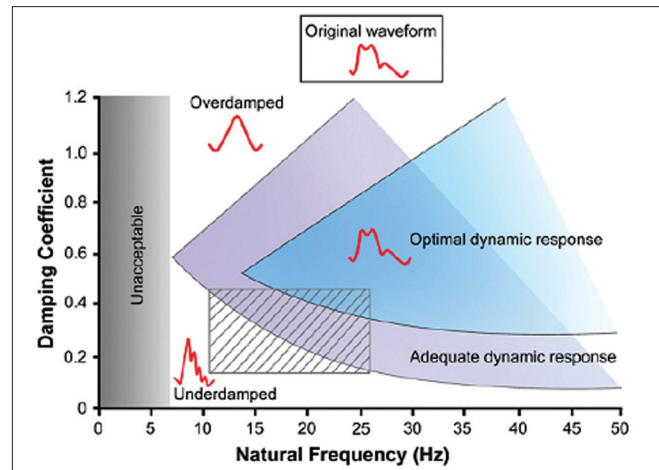 Original waveform
Overdamped
Damping Coefficient
1.2
1.0
0.8
0.6
0.4
0.2
0
Unacceptable
Optimal dynamic response
Adequate dynamic response
Underdamped
0 5 10 15 20 25 30 35 40 45 50
Natural Frequency (Hz)